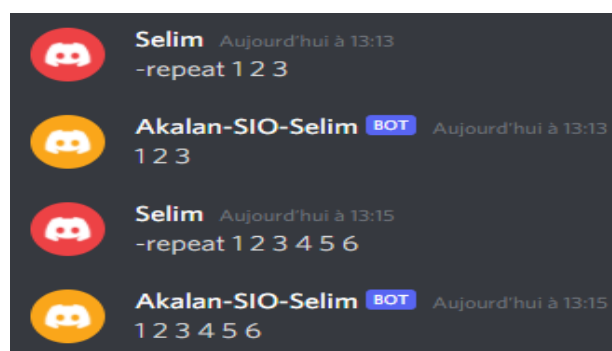 Selim Aujourd'hui à 13:13
-repeat 1 2 3
Akalan-SIO-Selim BOT Aujourd'hui à 13:13
1 2 3
Selim Aujourd'hui à 13:15
-repeat 1 2 3 4 5 6
Akalan-SIO-Selim BOT Aujourd'hui à 13:15
1 2 3 4 5 6